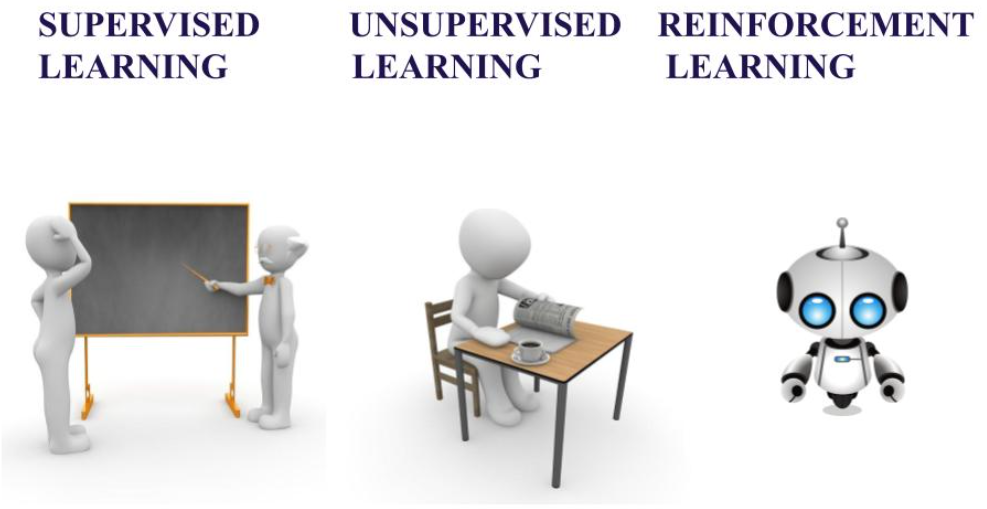 SUPERVISED
LEARNING
UNSUPERVISED
LEARNING
REINFORCEMENT
LEARNING